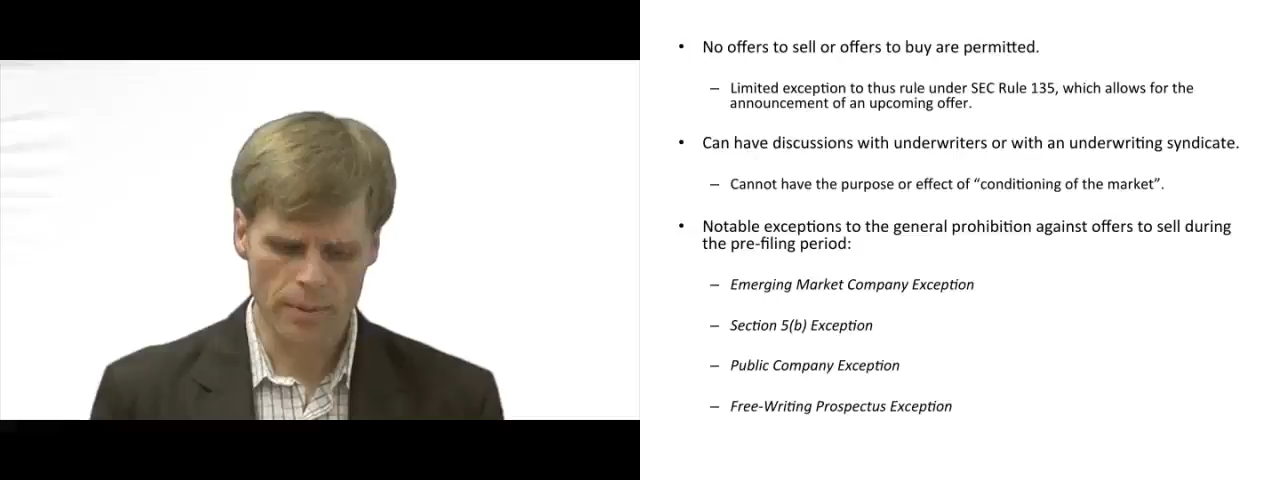 • No offers to sell or offers to buy are permitted.
– Limited exception to thus rule under SEC Rule 135, which allows for the
announcement of an upcoming offer.
• Can have discussions with underwriters or with an underwriting syndicate.
– Cannot have the purpose or effect of “conditioning of the market”.
• Notable exceptions to the general prohibition against offers to sell during
the pre-filing period:
– Emerging Market Company Exception
– Section 5(b) Exception
– Public Company Exception
– Free-Writing Prospectus Exception